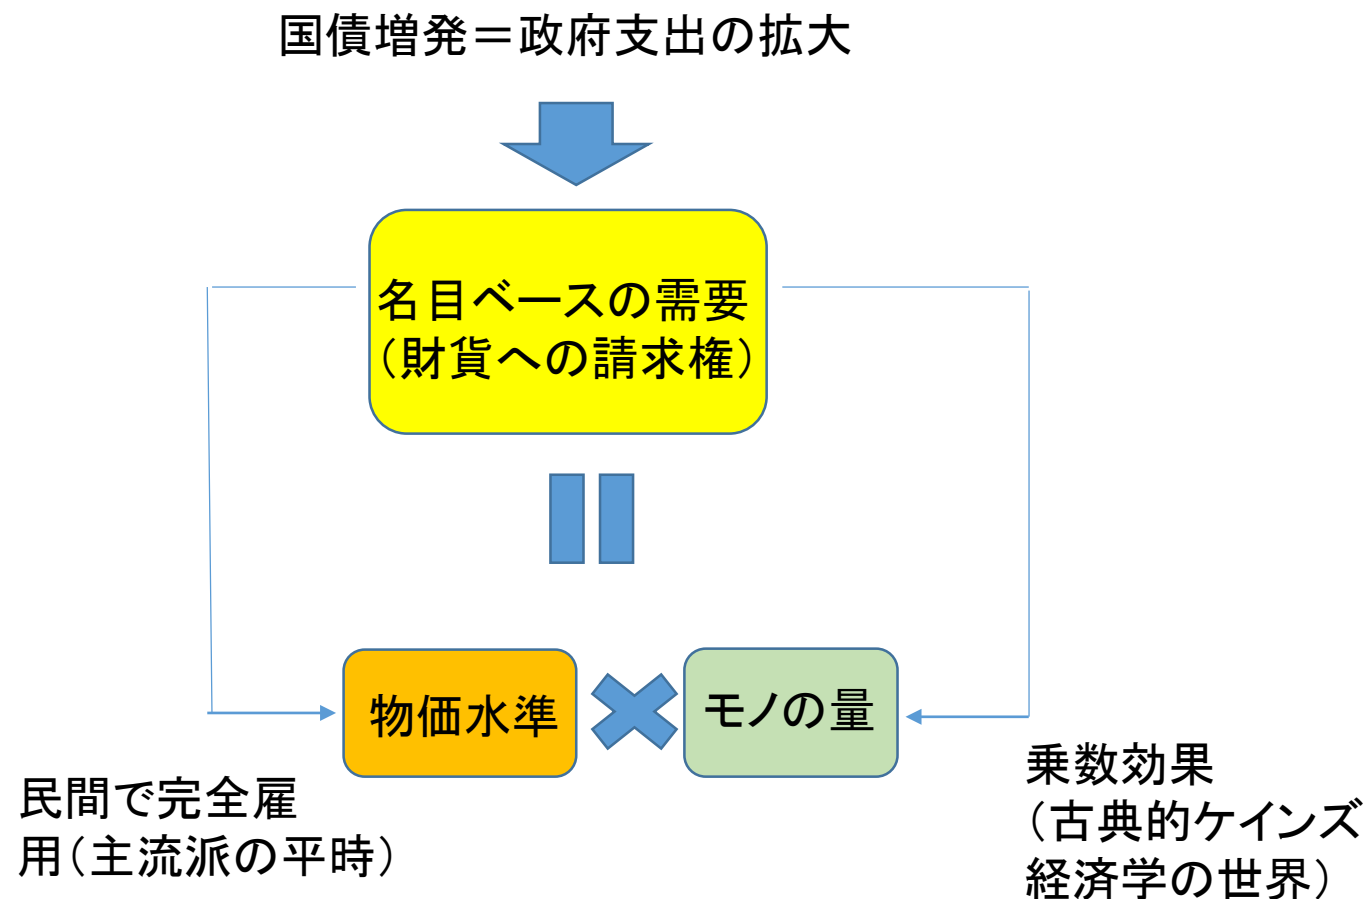 国債増発＝政府支出の拡大
名目ベースの需要
（財貨への請求権）
物価水準
モノの量
民間で完全雇
用（主流派の平時）
乗数効果
（古典的ケインズ
経済学の世界）